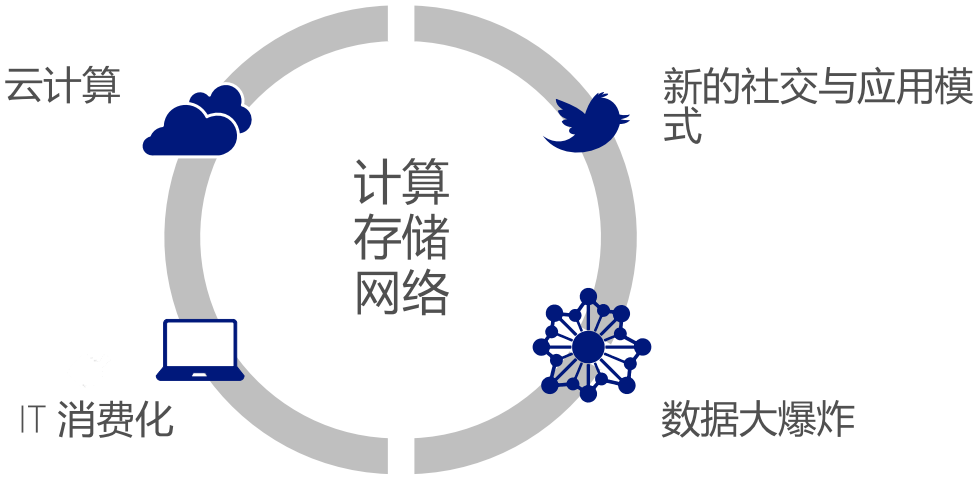 云计算
新的社交与应用模
式
计算
存储
网络
IT 消费化
数据大爆炸